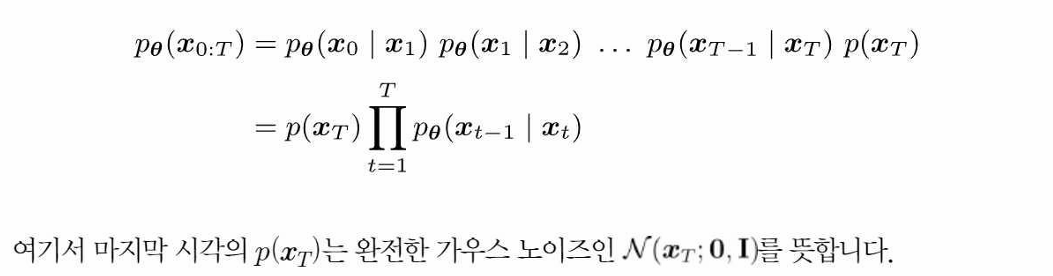 p_θ(x_{0:T}) = p_θ(x_0 | x_1) p_θ(x_1 | x_2) … p_θ(x_{T−1} | x_T) p(x_T)
= p(x_T) ∏_{t=1}^{T} p_θ(x_{t−1} | x_t)
여기서 마지막 시각의 p(x_T)는 완전한 가우스 노이즈인 𝒩(x_T; 0, I)를 뜻합니다.